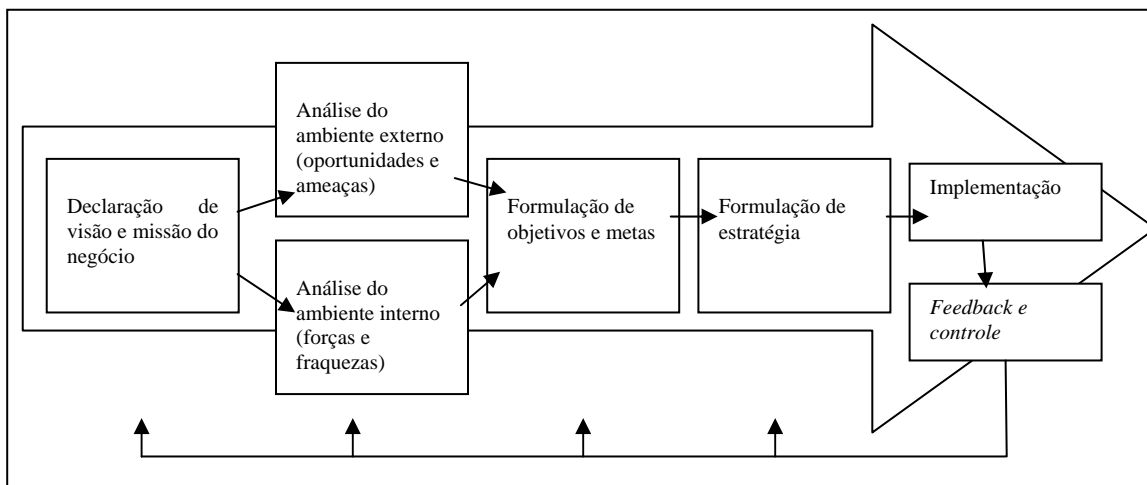 Declaração de
visão e missão do
negócio
Análise do
ambiente externo
(oportunidades e
ameaças)
Análise do
ambiente interno
(forças e
fraquezas)
Formulação de
objetivos e metas
Formulação de
estratégia
Implementação
Feedback e
controle